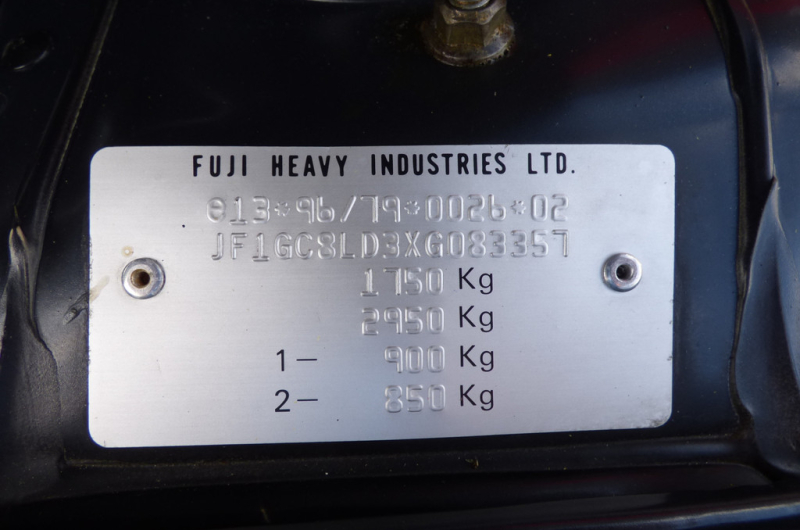 FUJI HEAVY INDUSTRIES LTD.
e13*96/79*0026*02
JF1GC8LD3XG083357
1750 Kg
2950 Kg
1- 900 Kg
2- 850 Kg